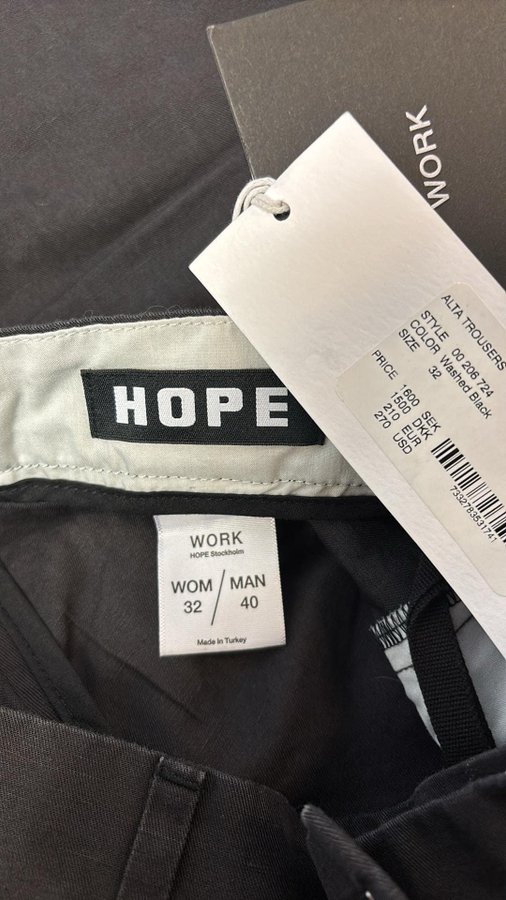 WORK
ALTA TROUSERS
STYLE 00 206 724
COLOR Washed Black
SIZE 32
PRICE 1600 SEK
1500 DKK
210 EUR
270 USD
7332783531741
HOPE
WORK
HOPE Stockholm
WOM / MAN
32 / 40
Made in Turkey